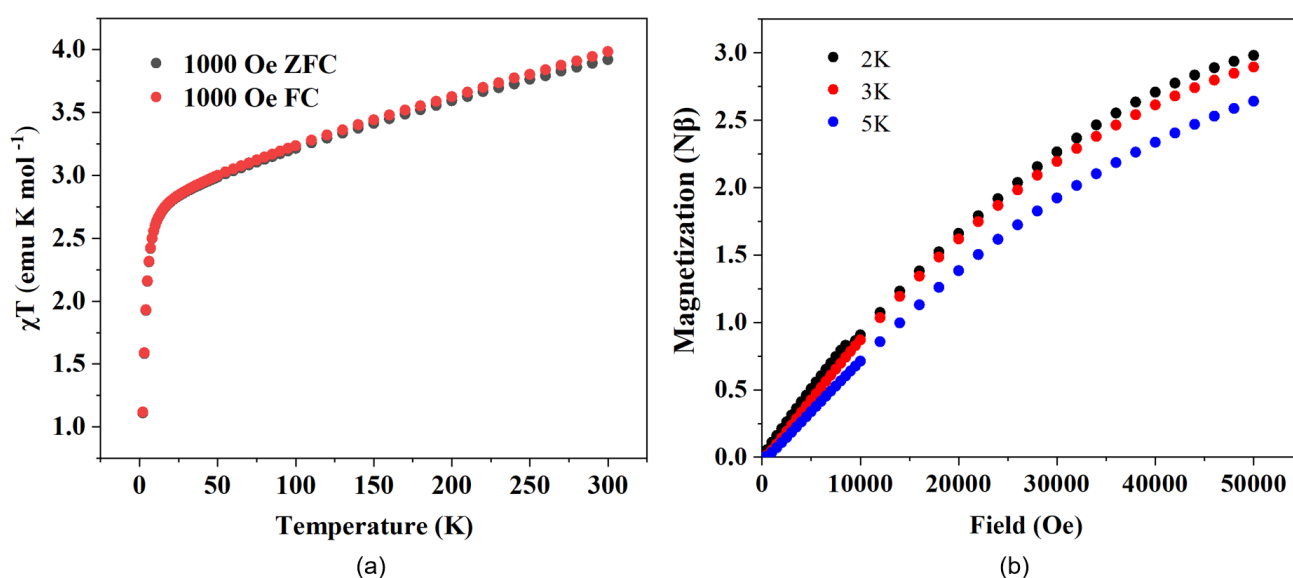 χT (emu K mol ⁻¹)
4.0
3.5
3.0
2.5
2.0
1.5
1.0
1000 Oe ZFC
1000 Oe FC
0 50 100 150 200 250 300
Temperature (K)
(a)
Magnetization (Nβ)
3.0
2.5
2.0
1.5
1.0
0.5
0.0
2K
3K
5K
0 10000 20000 30000 40000 50000
Field (Oe)
(b)